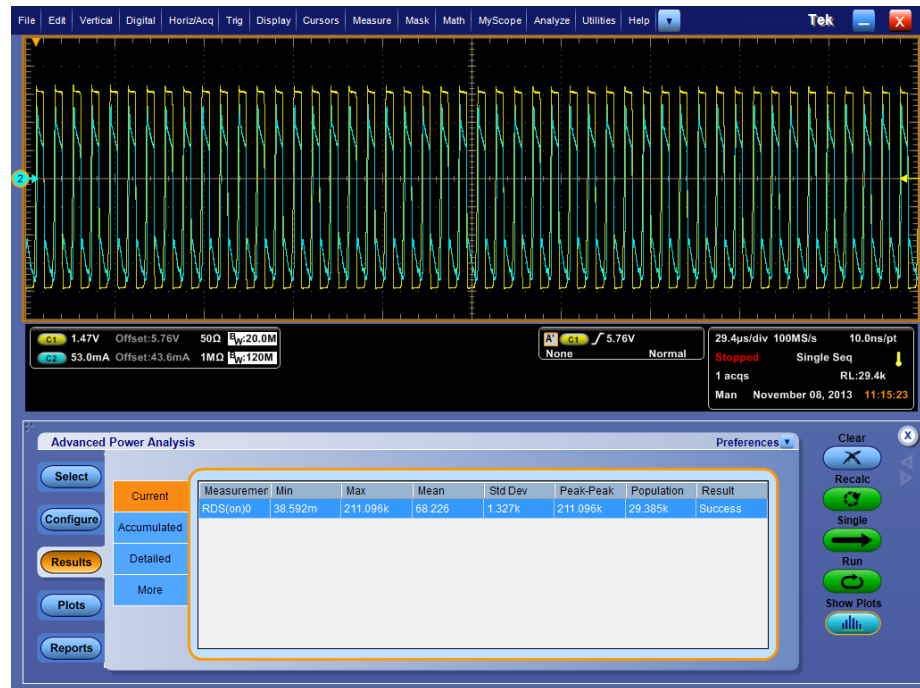 File Edit Vertical Digital Horiz/Acq Trig Display Cursors Measure Mask Math MyScope Analyze Utilities Help Tek X
2
C1 1.47V Offset:5.76V 50Ω BW:20.0M
C2 53.0mA Offset:43.6mA 1MΩ BW:120M
A' C1 5.76V
None Normal
29.4µs/div 100MS/s 10.0ns/pt
Stopped Single Seq
1 acqs RL:29.4k
Man November 08, 2013 11:15:23
Advanced Power Analysis
Preferences
Select
Configure
Results
Plots
Reports
Current
Accumulated
Detailed
More
Measuremer Min Max Mean Std Dev Peak-Peak Population Result
RDS(on)0 38.592m 211.096k 68.226 1.327k 211.096k 29.385k Success
Clear
X
Recalc
Single
Run
Show Plots